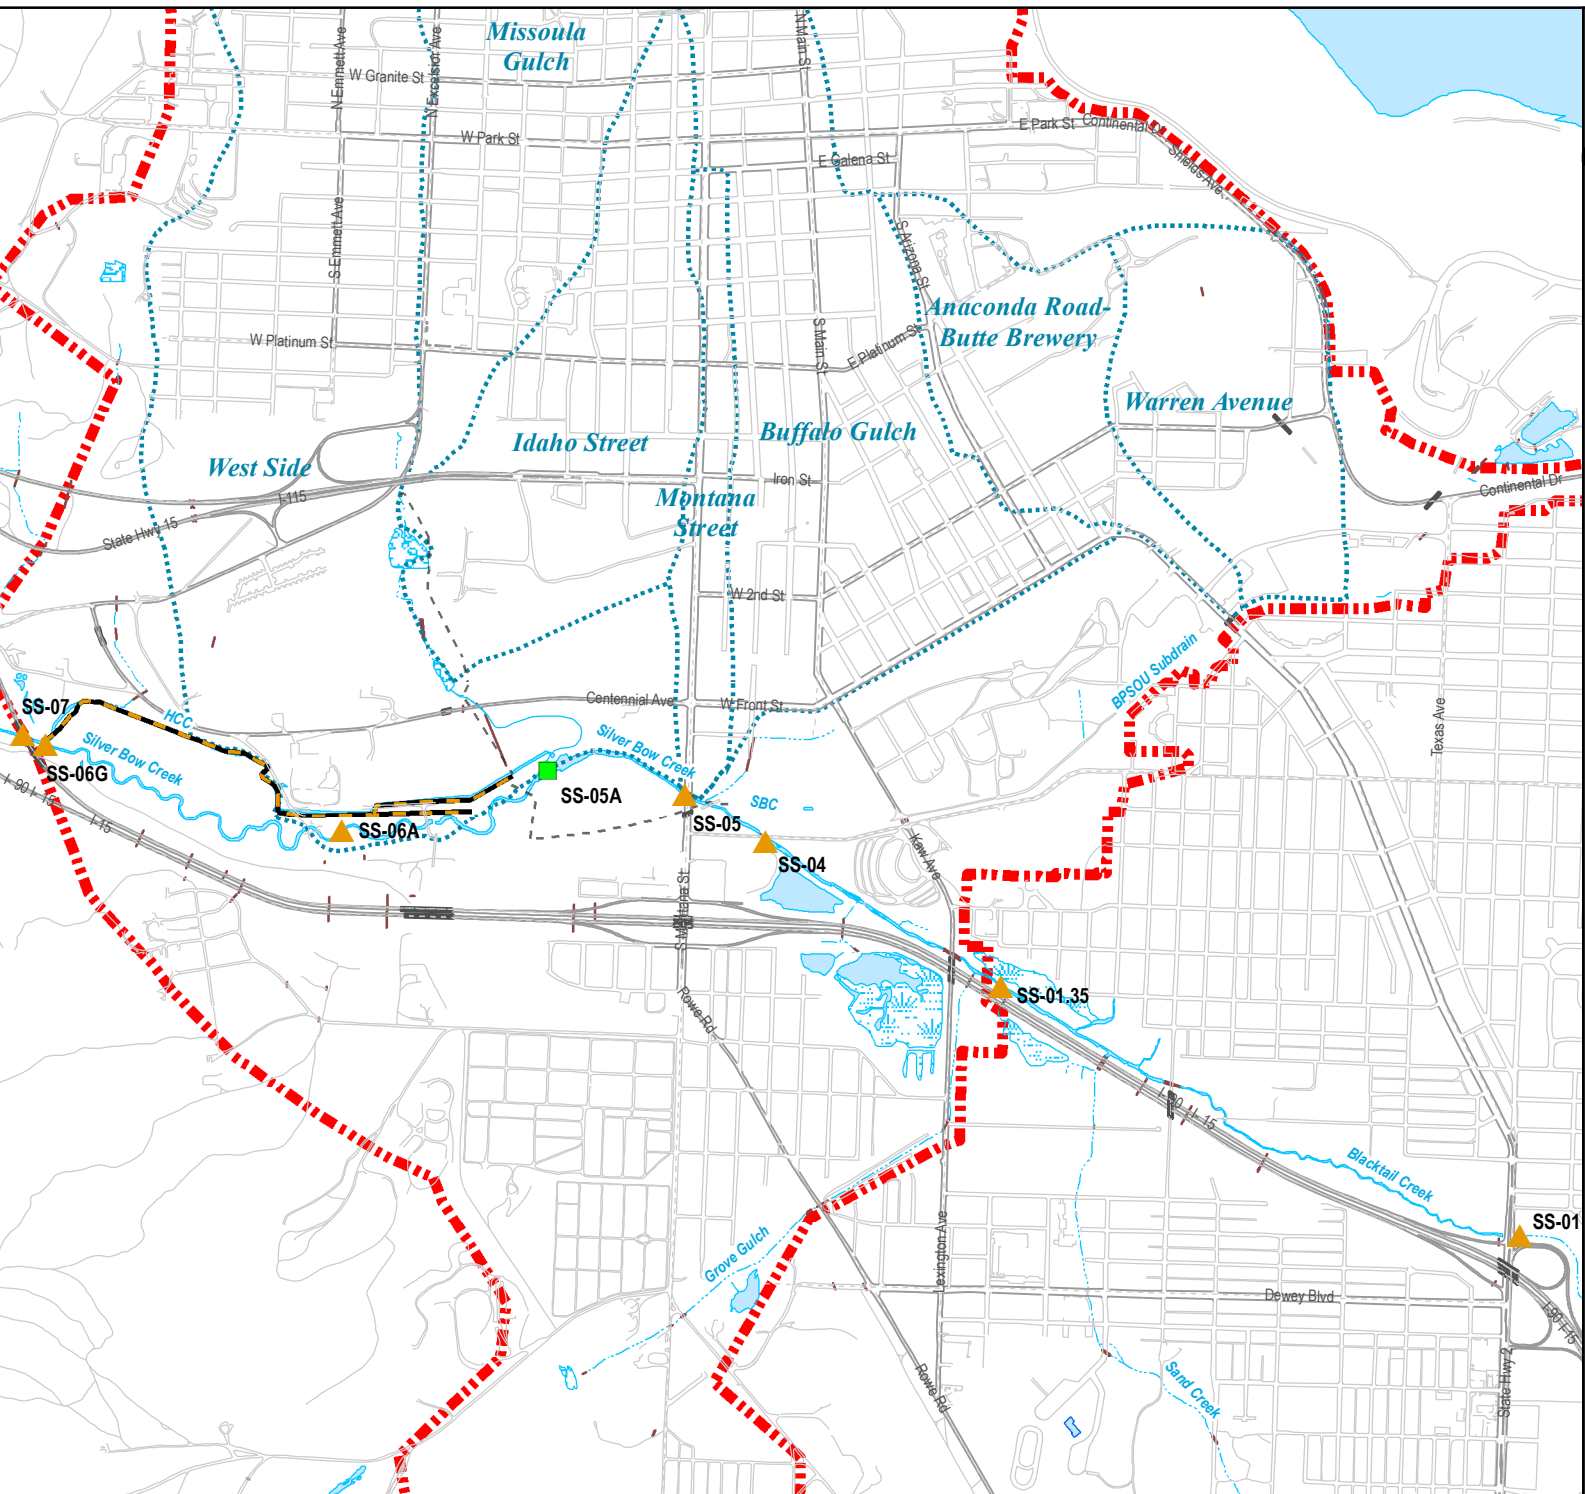 Missoula
Gulch
N Main St
N Emmett Ave
N Excelsior Ave
W Granite St
W Park St
E Park St
Continental Dr
Shields Ave
E Galena St
S Emmett Ave
S Arizona St
Anaconda Road-
Butte Brewery
W Platinum St
S Main St
E Platinum St
Warren Avenue
Idaho Street
Buffalo Gulch
West Side
Iron St
Continental Dr
I-115
Montana
Street
State Hwy 15
W 2nd St
BPSOU Subdrain
Centennial Ave
W Front St
Texas Ave
SS-07
HCC
Silver Bow Creek
Silver Bow Creek
SS-06G
I-90 I-15
I-15
SS-05A
SBC
SS-05
SS-06A
SS-04
Kaw Ave
S Montana St
SS-01.35
Rowe Rd
I-90 I-15
Blacktail Creek
SS-01
Grove Gulch
Lexington Ave
Dewey Blvd
I-90 I-15
Sand Creek
Rowe Rd
State Hwy 2